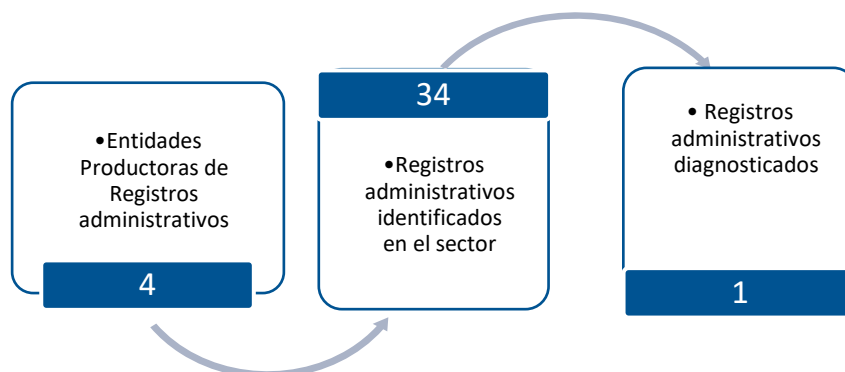 •Entidades
Productoras de
Registros
administrativos
4
34
•Registros
administrativos
identificados
en el sector
• Registros
administrativos
diagnosticados
1